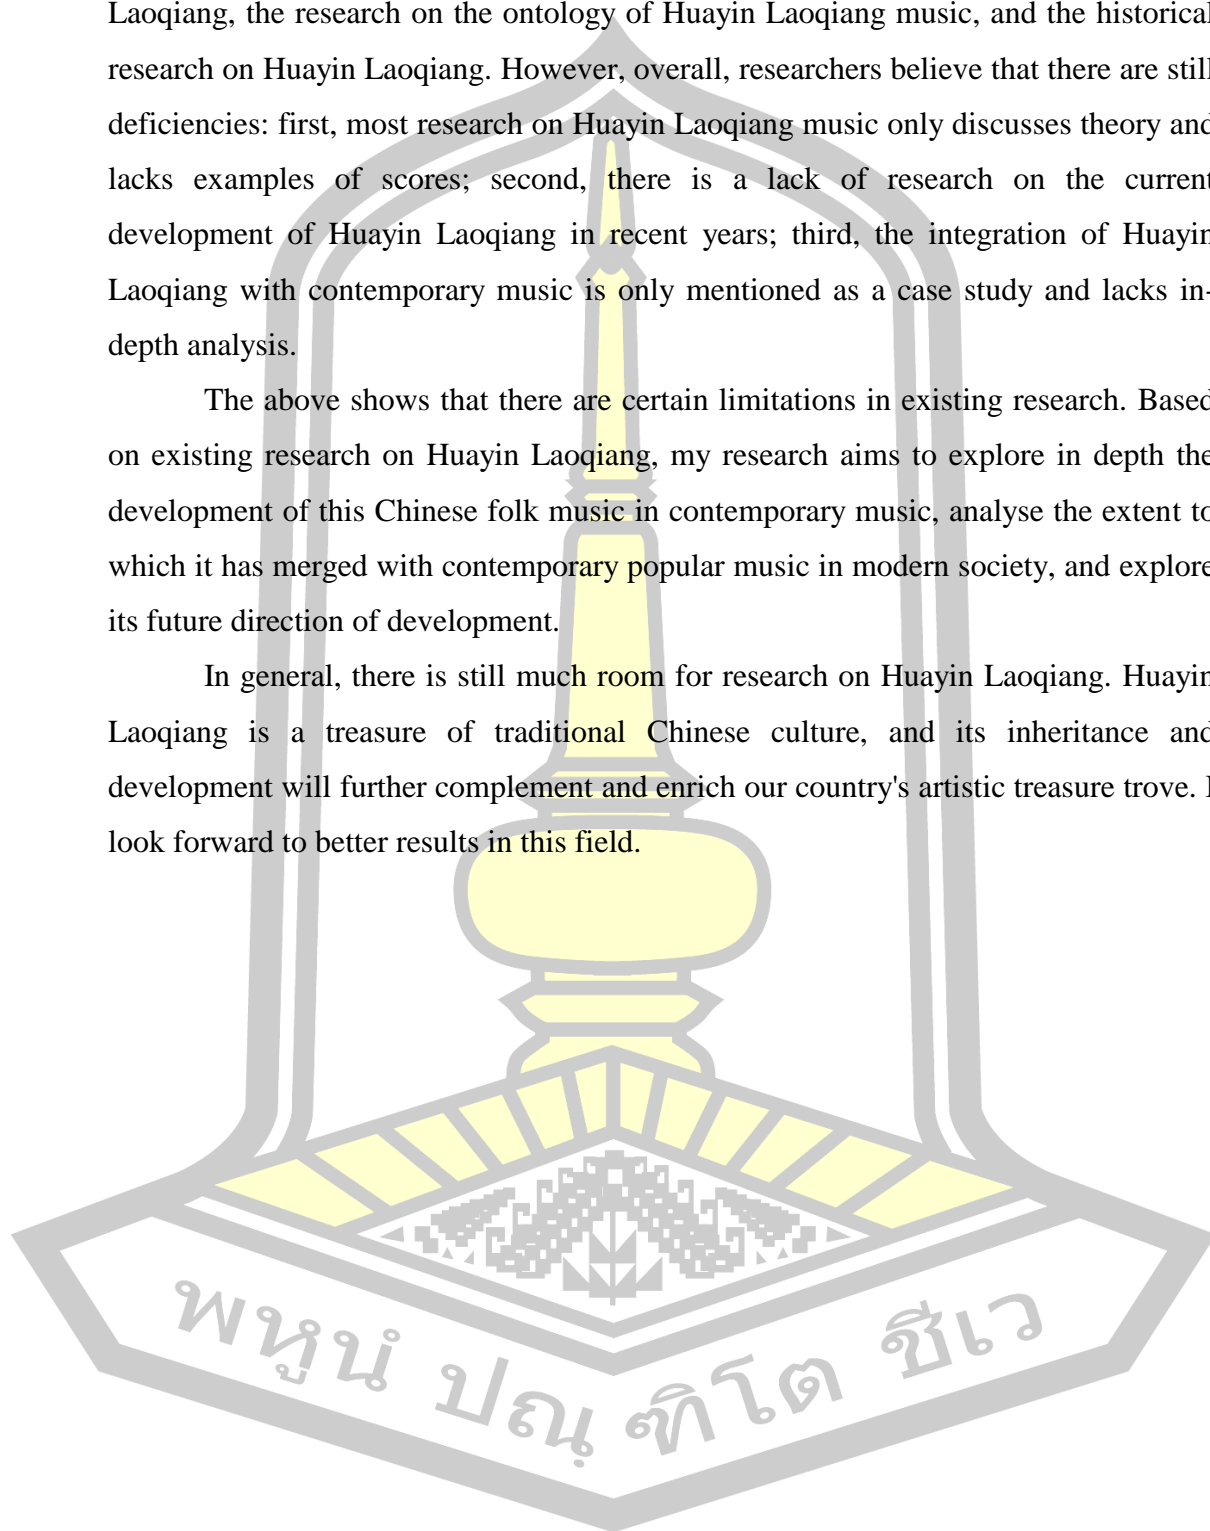 Laoqiang, the research on the ontology of Huayin Laoqiang music, and the historical
research on Huayin Laoqiang. However, overall, researchers believe that there are still
deficiencies: first, most research on Huayin Laoqiang music only discusses theory and
lacks examples of scores; second, there is a lack of research on the current
development of Huayin Laoqiang in recent years; third, the integration of Huayin
Laoqiang with contemporary music is only mentioned as a case study and lacks in-
depth analysis.
The above shows that there are certain limitations in existing research. Based
on existing research on Huayin Laoqiang, my research aims to explore in depth the
development of this Chinese folk music in contemporary music, analyse the extent to
which it has merged with contemporary popular music in modern society, and explore
its future direction of development.
In general, there is still much room for research on Huayin Laoqiang. Huayin
Laoqiang is a treasure of traditional Chinese culture, and its inheritance and
development will further complement and enrich our country's artistic treasure trove. I
look forward to better results in this field.
พหูนํ ปณฺ ฑิโต ชีเว